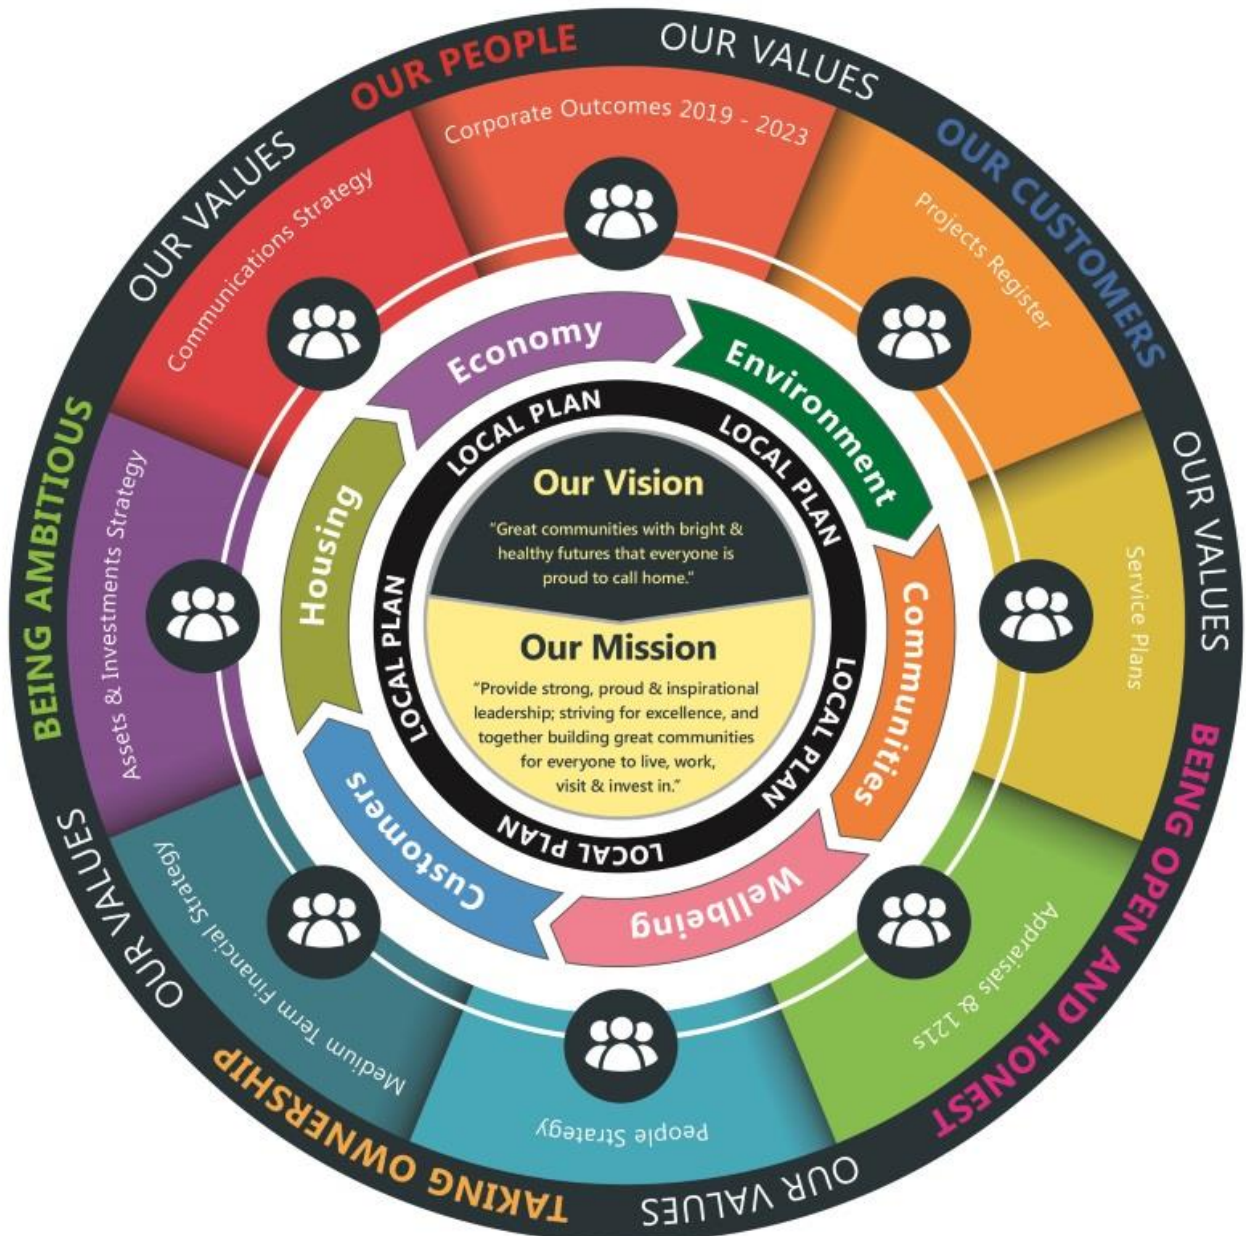 OUR PEOPLE
OUR VALUES
OUR CUSTOMERS
OUR VALUES
BEING OPEN AND HONEST
OUR VALUES
TAKING OWNERSHIP
OUR VALUES
BEING AMBITIOUS
OUR VALUES
Corporate Outcomes 2019 - 2023
Projects Register
Service Plans
Appraisals & 121s
People Strategy
Medium Term Financial Strategy
Assets & Investments Strategy
Communications Strategy
Economy
Environment
Communities
Wellbeing
Customers
Housing
LOCAL PLAN
LOCAL PLAN
LOCAL PLAN
LOCAL PLAN
LOCAL PLAN
Our Vision
"Great communities with bright &
healthy futures that everyone is
proud to call home."
Our Mission
"Provide strong, proud & inspirational
leadership; striving for excellence, and
together building great communities
for everyone to live, work,
visit & invest in."